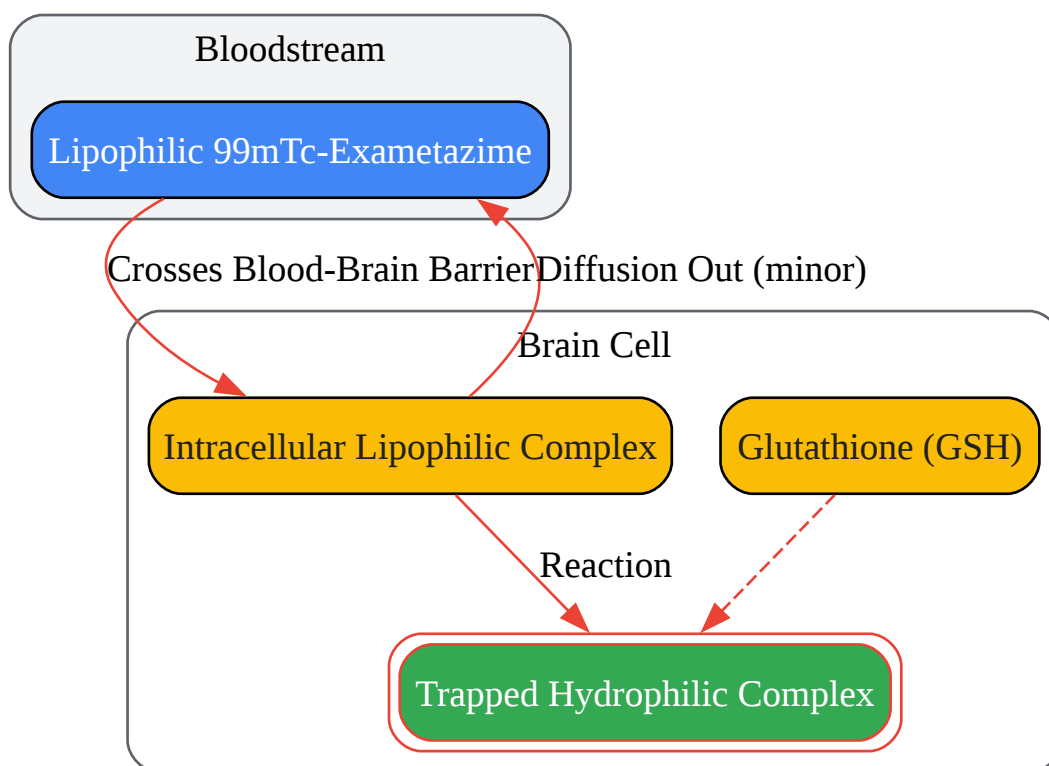 Bloodstream
Lipophilic 99mTc-Exametazime
Crosses Blood-Brain Barrier
Diffusion Out (minor)
Brain Cell
Intracellular Lipophilic Complex
Glutathione (GSH)
Reaction
Trapped Hydrophilic Complex